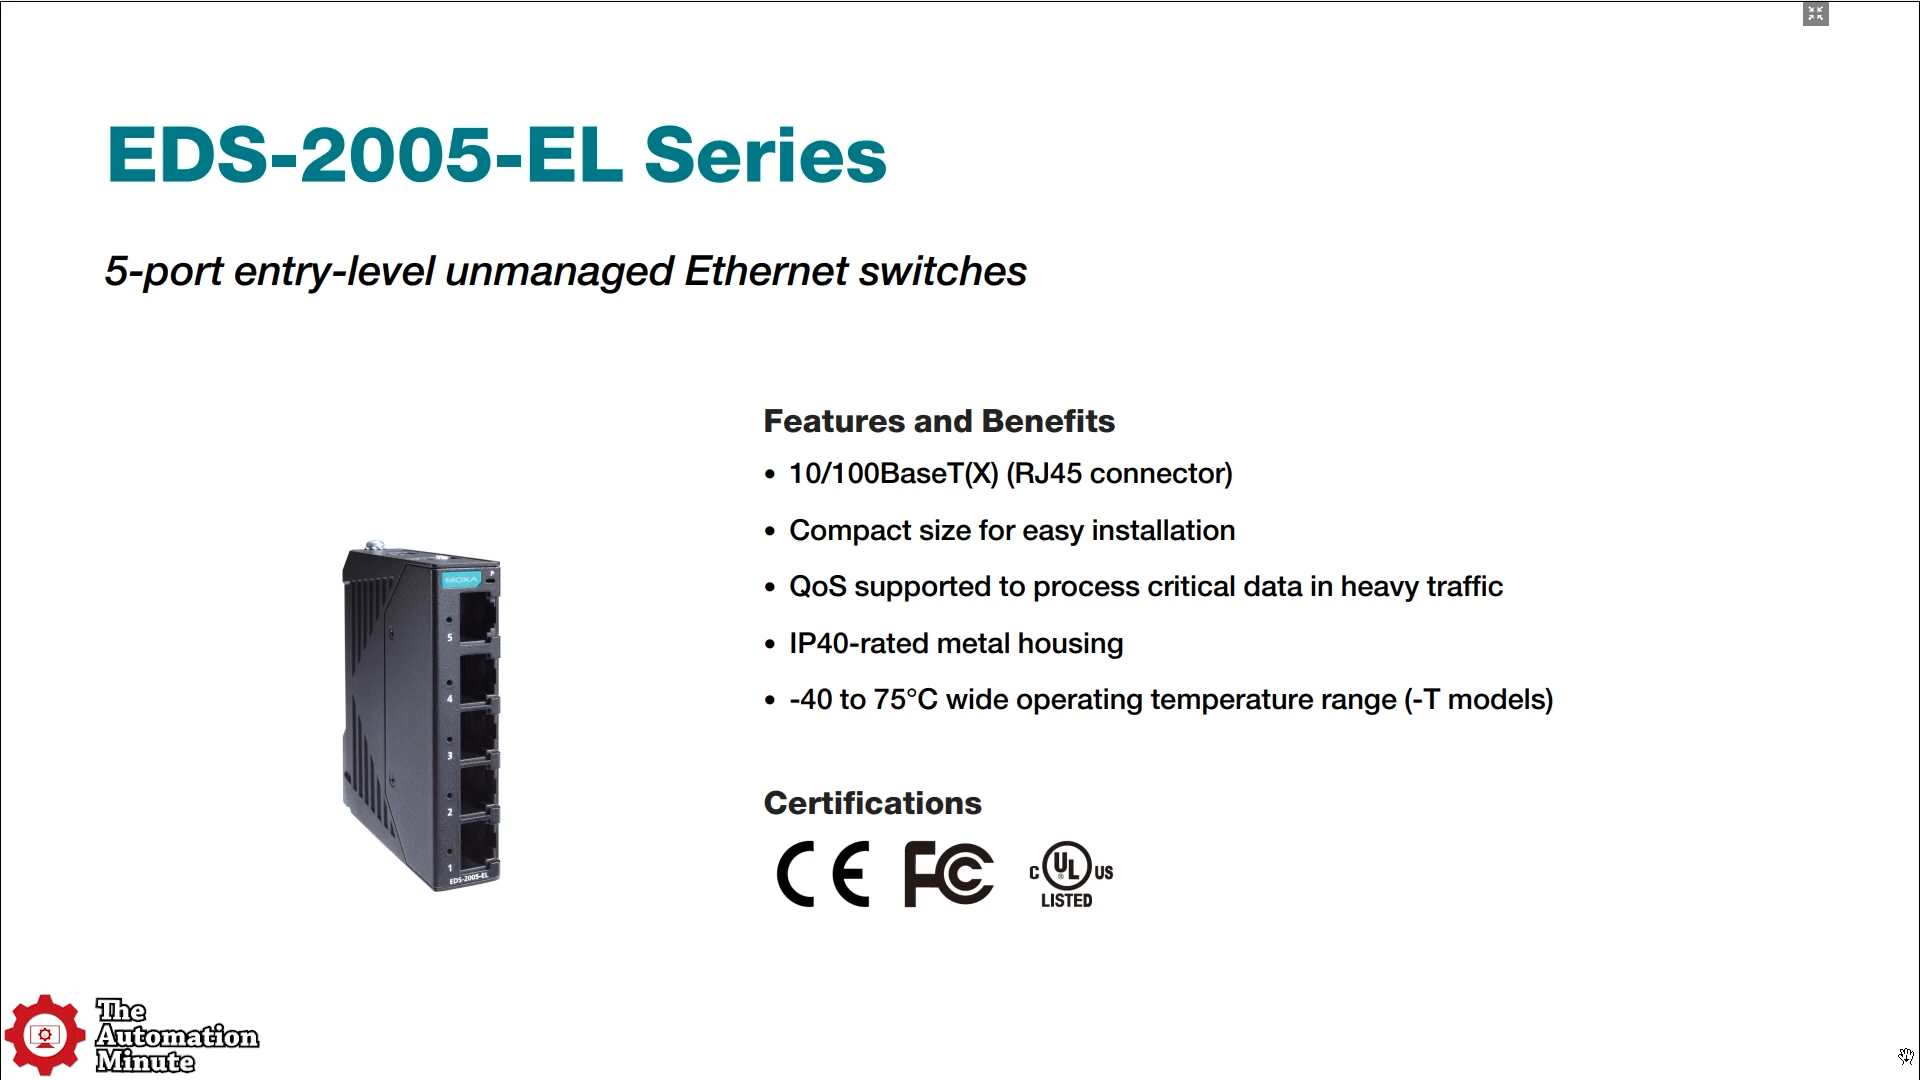 EDS-2005-EL Series
5-port entry-level unmanaged Ethernet switches
MOXA
P
5
4
3
2
1
EDS-2005-EL
Features and Benefits
• 10/100BaseT(X) (RJ45 connector)
• Compact size for easy installation
• QoS supported to process critical data in heavy traffic
• IP40-rated metal housing
• -40 to 75°C wide operating temperature range (-T models)
Certifications
CE FC C UL® US
LISTED
The
Automation
Minute